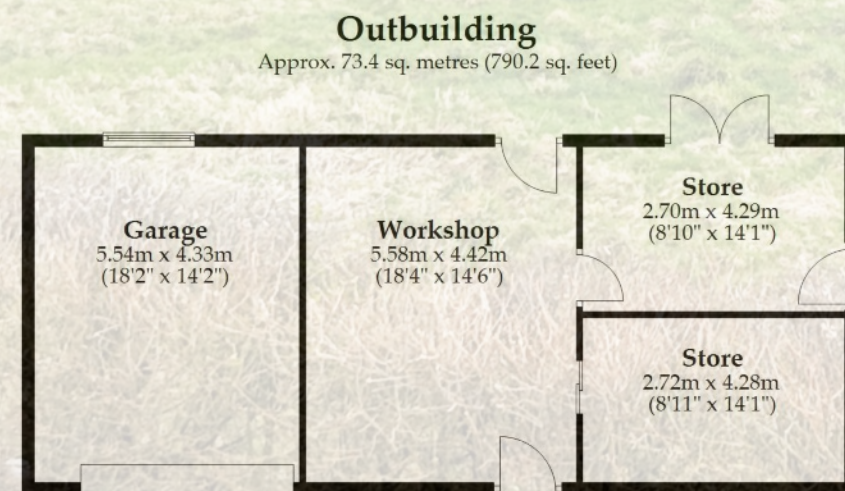 Outbuilding
Approx. 73.4 sq. metres (790.2 sq. feet)
Garage
5.54m x 4.33m
(18'2" x 14'2")
Workshop
5.58m x 4.42m
(18'4" x 14'6")
Store
2.70m x 4.29m
(8'10" x 14'1")
Store
2.72m x 4.28m
(8'11" x 14'1")